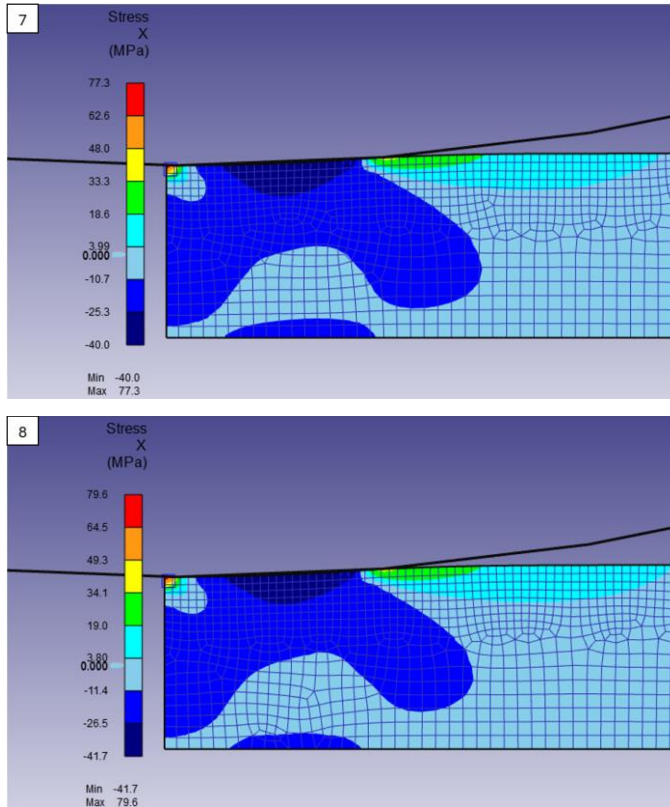 7
Stress
X
(MPa)
77.3
62.6
48.0
33.3
18.6
3.99
0.000
-10.7
-25.3
-40.0
Min -40.0
Max 77.3
8
Stress
X
(MPa)
79.6
64.5
49.3
34.1
19.0
3.80
0.000
-11.4
-26.5
-41.7
Min -41.7
Max 79.6